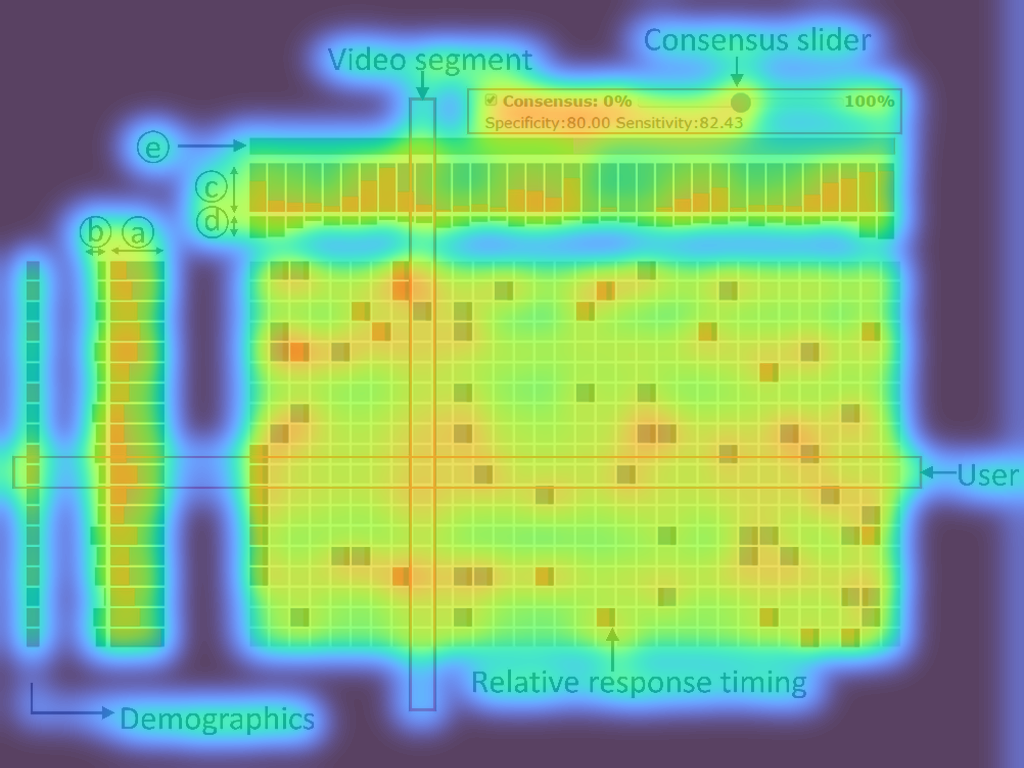 Consensus slider
Video segment
Consensus: 0%
100%
Specificity:80.00 Sensitivity:82.43
e
c
d
b
a
User
Relative response timing
Demographics